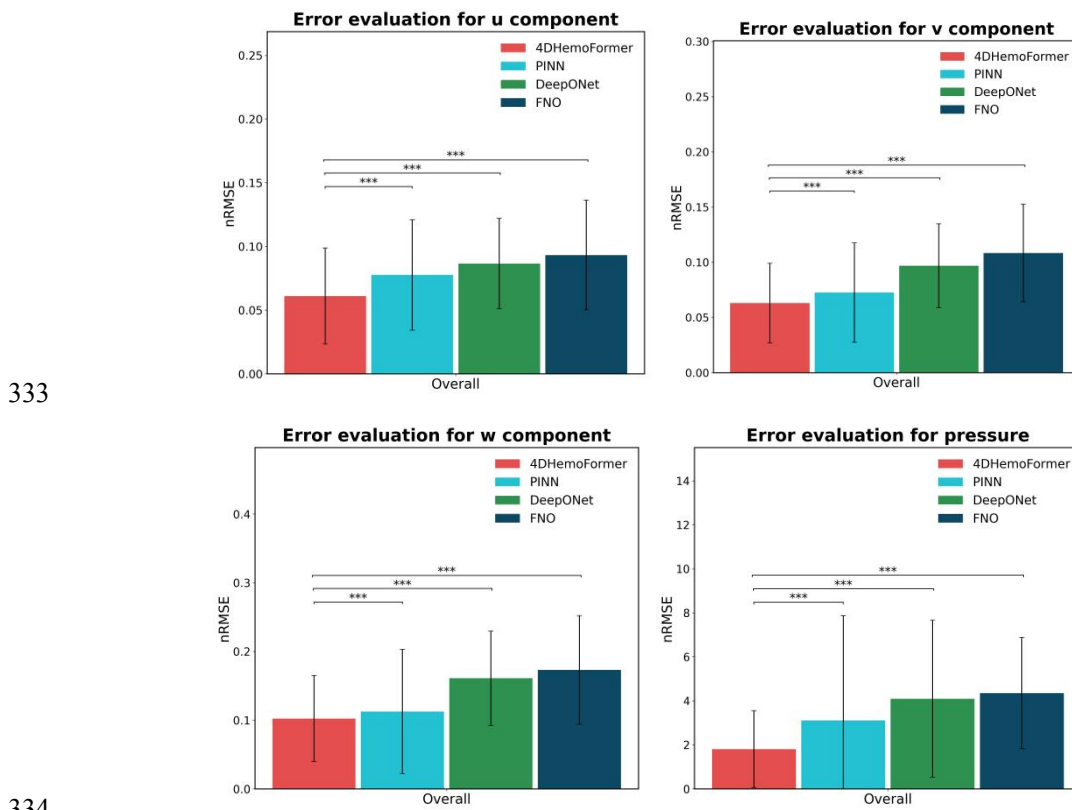 Error evaluation for u component
4DHemoFormer
PINN
DeepONet
FNO
0.25
0.20
0.15
0.10
0.05
0.00
nRMSE
***
***
***
Overall
Error evaluation for v component
4DHemoFormer
PINN
DeepONet
FNO
0.30
0.25
0.20
0.15
0.10
0.05
0.00
nRMSE
***
***
***
Overall
333
Error evaluation for w component
4DHemoFormer
PINN
DeepONet
FNO
0.4
0.3
0.2
0.1
0.0
nRMSE
***
***
***
Overall
Error evaluation for pressure
4DHemoFormer
PINN
DeepONet
FNO
14
12
10
8
6
4
2
0
nRMSE
***
***
***
Overall
334